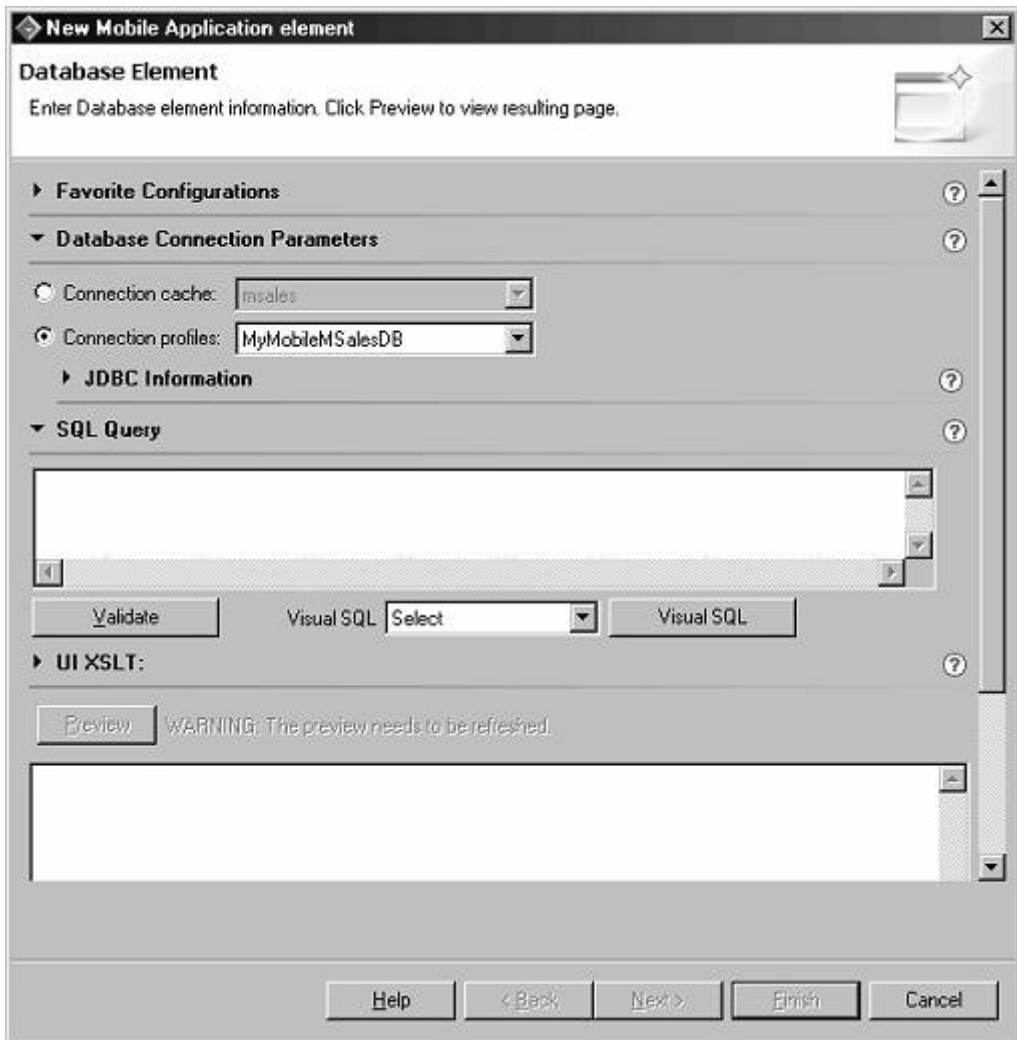 New Mobile Application element
Database Element
Enter Database element information. Click Preview to view resulting page.
Favorite Configurations ?
Database Connection Parameters ?
Connection cache: msales
Connection profiles: MyMobileMSalesDB
JDBC Information ?
SQL Query ?
Validate Visual SQL Select Visual SQL
UI XSLT: ?
Preview WARNING: The preview needs to be refreshed.
Help < Back Next > Finish Cancel